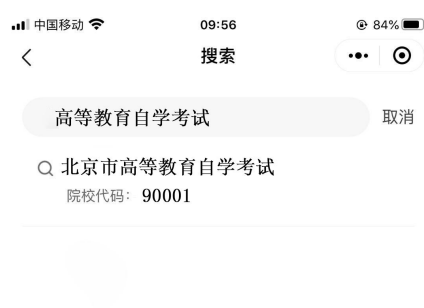 中国移动 09:56 84%
搜索
高等教育自学考试 取消
北京市高等教育自学考试
院校代码: 90001